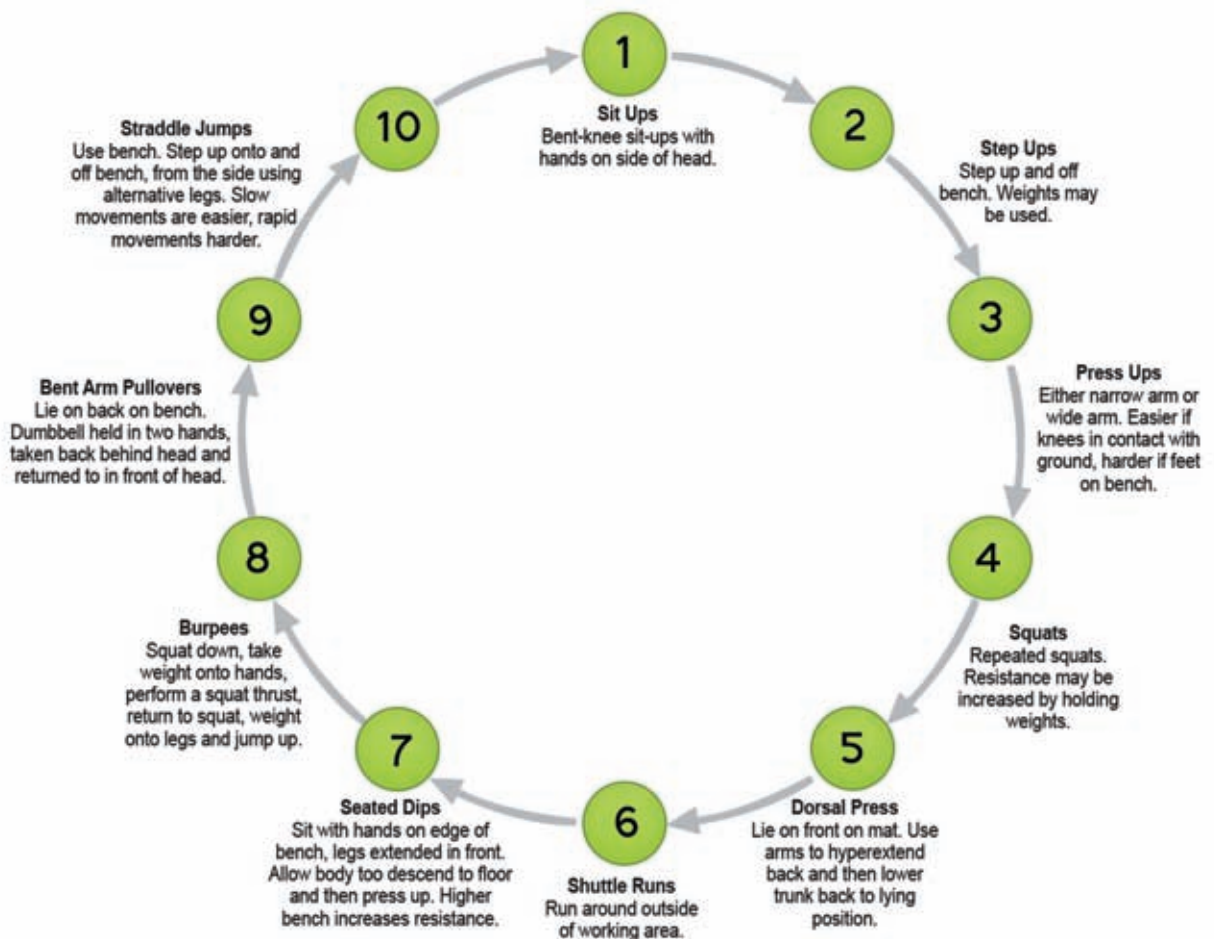 1
Sit Ups
Bent-knee sit-ups with
hands on side of head.
2
Step Ups
Step up and off
bench. Weights may
be used.
3
Press Ups
Either narrow arm or
wide arm. Easier if
knees in contact with
ground, harder if feet
on bench.
4
Squats
Repeated squats.
Resistance may be
increased by holding
weights.
5
Dorsal Press
Lie on front on mat. Use
arms to hyperextend
back and then lower
trunk back to lying
position.
6
Shuttle Runs
Run around outside
of working area.
7
Seated Dips
Sit with hands on edge of
bench, legs extended in front.
Allow body too descend to floor
and then press up. Higher
bench increases resistance.
8
Burpees
Squat down, take
weight onto hands,
perform a squat thrust,
return to squat, weight
onto legs and jump up.
9
Bent Arm Pullovers
Lie on back on bench.
Dumbbell held in two hands,
taken back behind head and
returned to in front of head.
10
Straddle Jumps
Use bench. Step up onto and
off bench, from the side using
alternative legs. Slow
movements are easier, rapid
movements harder.